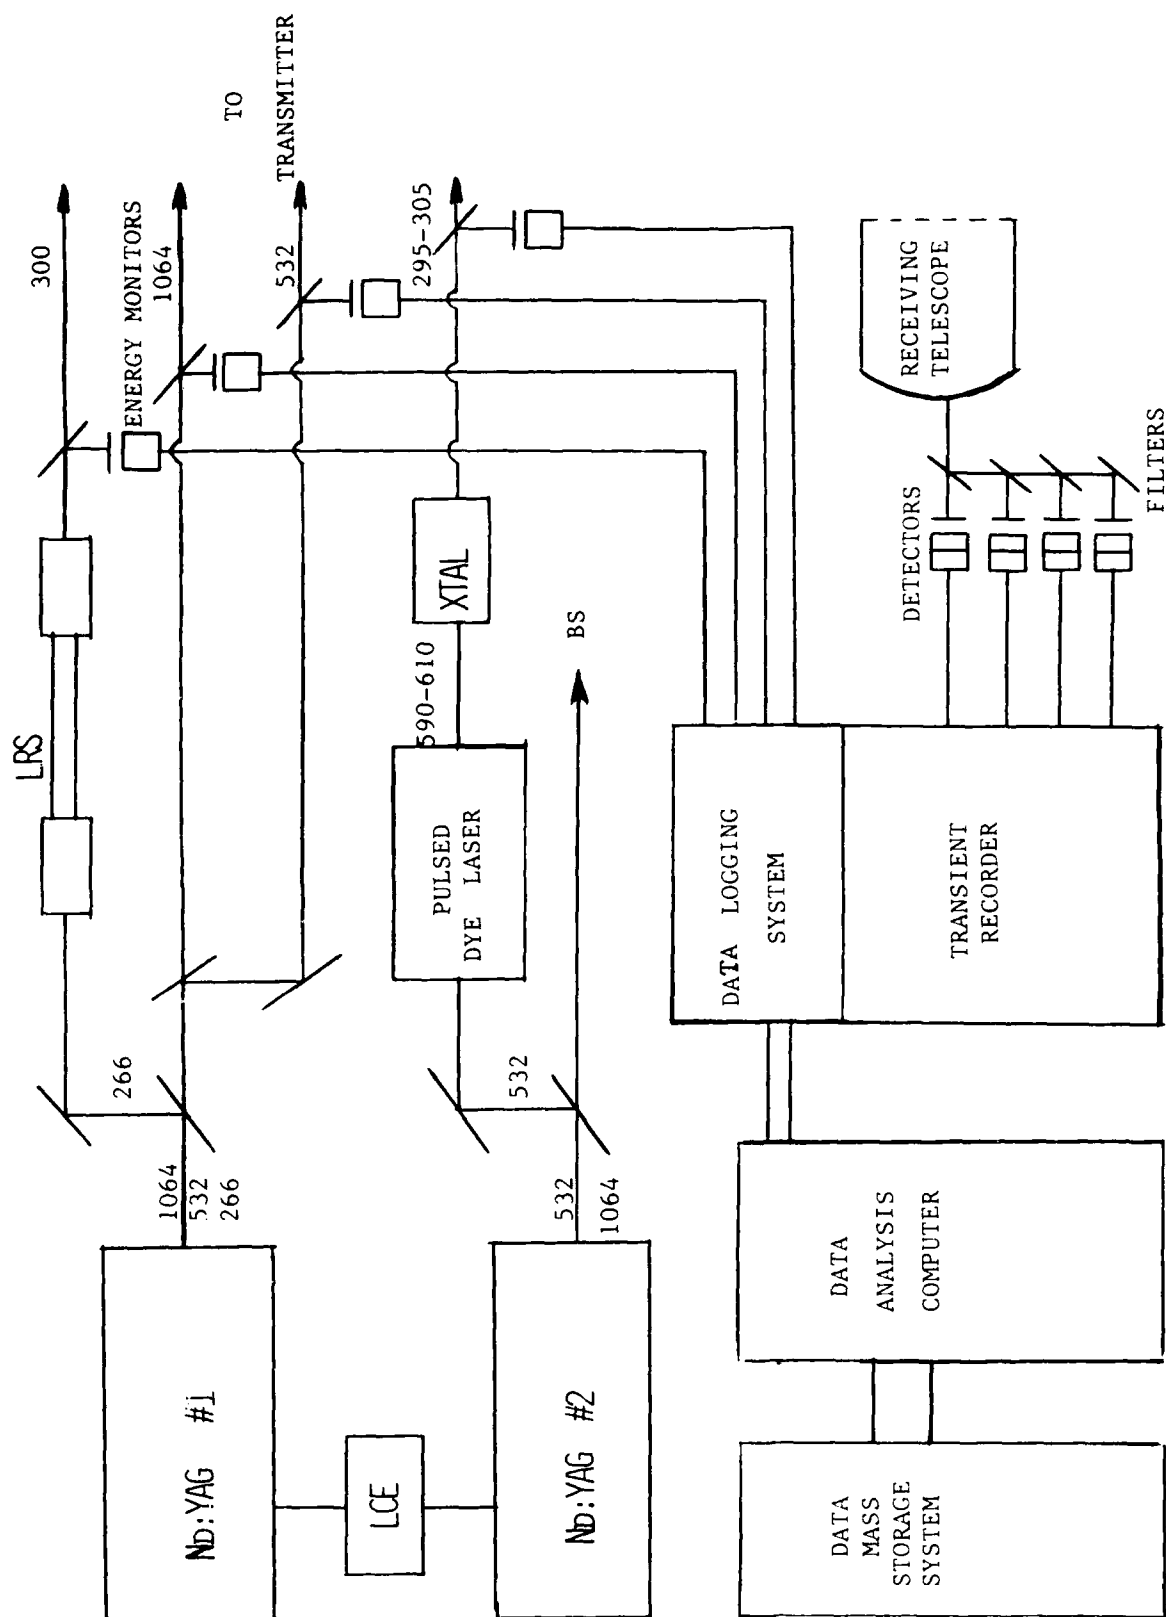 300
ENERGY MONITORS
1064
TO
TRANSMITTER
532
295-305
LRS
266
1064
532
266
ND:YAG #1
LCE
ND:YAG #2
532
1064
532
PULSED
DYE LASER
590-610
XTAL
BS
DATA LOGGING
SYSTEM
TRANSIENT
RECORDER
DETECTORS
FILTERS
RECEIVING
TELESCOPE
DATA
ANALYSIS
COMPUTER
DATA
MASS
STORAGE
SYSTEM